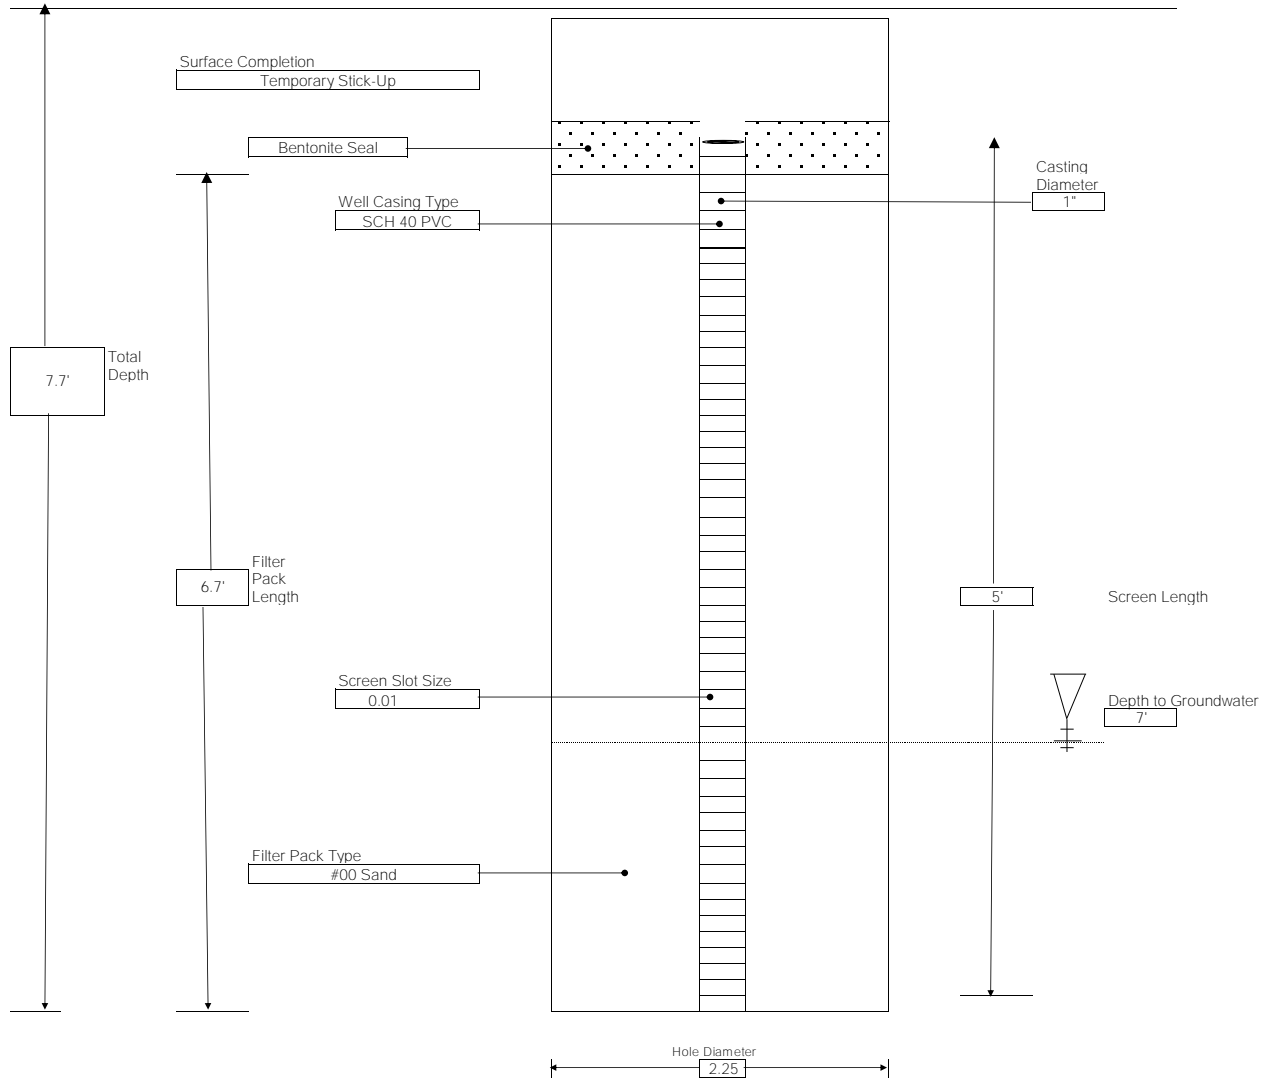 Surface Completion
Temporary Stick-Up
Bentonite Seal
Casting
Diameter
1"
Well Casing Type
SCH 40 PVC
Total
Depth
7.7'
Filter
Pack
Length
6.7'
5'
Screen Length
Screen Slot Size
0.01
Depth to Groundwater
7'
Filter Pack Type
#00 Sand
Hole Diameter
2.25